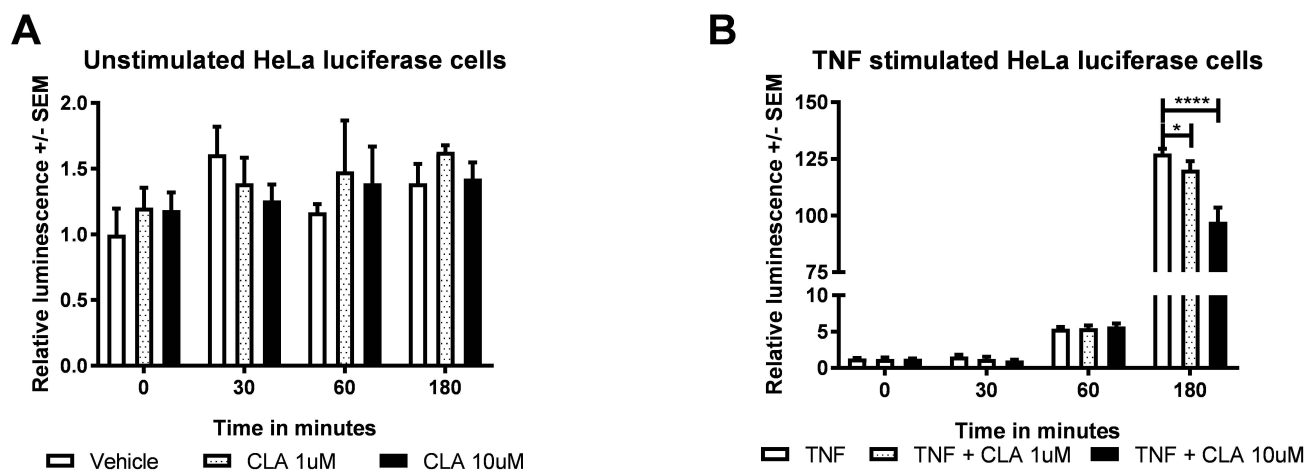 A
Unstimulated HeLa luciferase cells
Relative luminescence +/- SEM
2.0
1.5
1.0
0.5
0.0
0 30 60 180
Time in minutes
Vehicle CLA 1uM CLA 10uM
B
TNF stimulated HeLa luciferase cells
Relative luminescence +/- SEM
150
125
100
75
10
5
0
****
*
0 30 60 180
Time in minutes
TNF TNF + CLA 1uM TNF + CLA 10uM